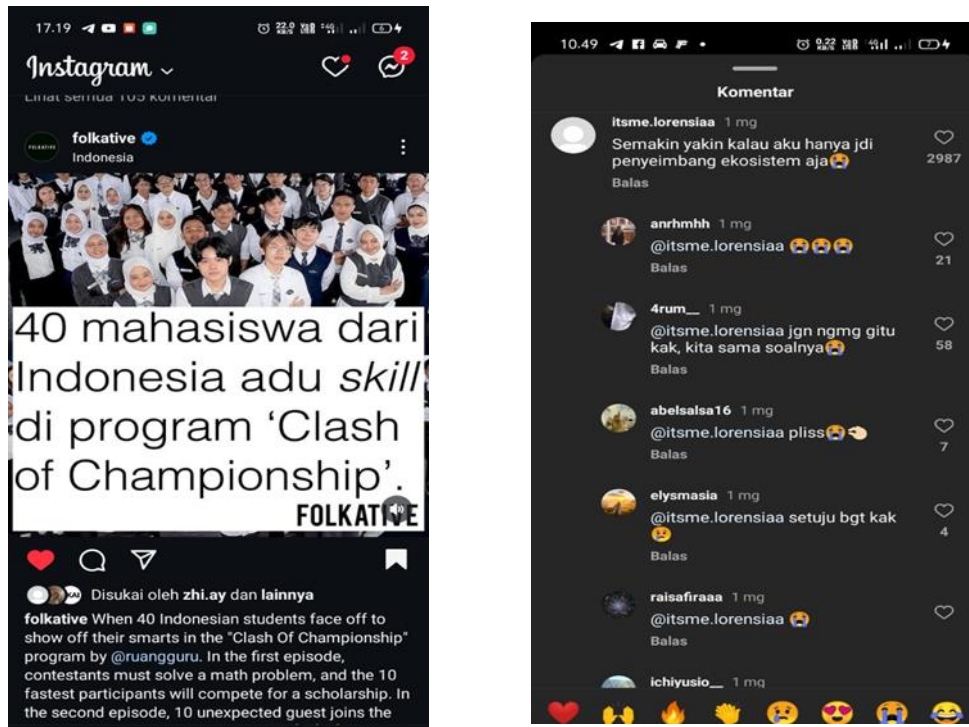 17.19
22.0 KB/S
Instagram
2
Lihat semua 105 komentar
folkative
Indonesia
40 mahasiswa dari
Indonesia adu skill
di program ‘Clash
of Championship’.
FOLKATIVE
Disukai oleh zhi.ay dan lainnya
folkative When 40 Indonesian students face off to
show off their smarts in the "Clash Of Championship"
program by @ruangguru. In the first episode,
contestants must solve a math problem, and the 10
fastest participants will compete for a scholarship. In
the second episode, 10 unexpected guest joins the
10.49
0.22 KB/S
Komentar
itsme.lorensiaa 1 mg
Semakin yakin kalau aku hanya jdi
penyeimbang ekosistem aja😭
2987
Balas
anrhmhh 1 mg
@itsme.lorensiaa 😭😭😭
21
Balas
4rum__ 1 mg
@itsme.lorensiaa jgn ngmg gitu
kak, kita sama soalnya😭
58
Balas
abelsalsa16 1 mg
@itsme.lorensiaa pliss😭👌🏻
7
Balas
elysmasia 1 mg
@itsme.lorensiaa setuju bgt kak
😢
4
Balas
raisafiraaa 1 mg
@itsme.lorensiaa 😭
Balas
ichiyusio__ 1 mg